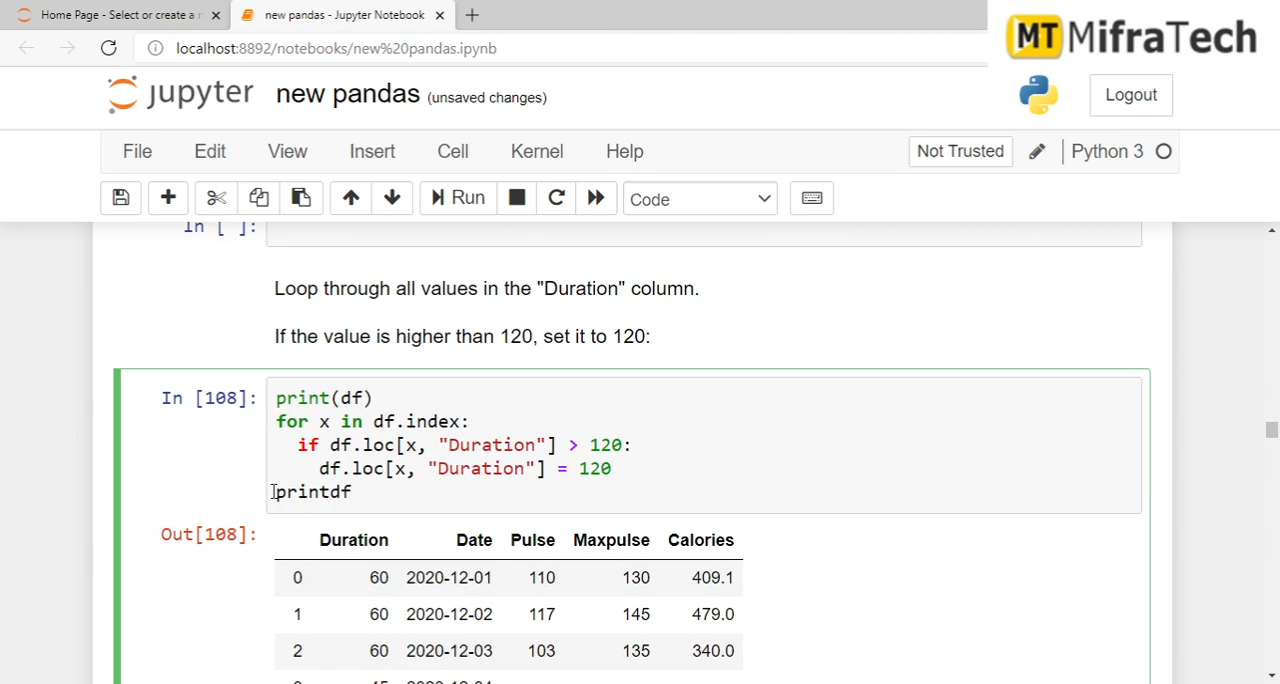 Home Page - Select or create a n
new pandas - Jupyter Notebook
MT MifraTech
localhost:8892/notebooks/new%20pandas.ipynb
jupyter new pandas (unsaved changes)
Logout
File Edit View Insert Cell Kernel Help
Not Trusted
Python 3
Run
Code
In [ ]:
Loop through all values in the "Duration" column.
If the value is higher than 120, set it to 120:
In [108]: print(df)
for x in df.index:
if df.loc[x, "Duration"] > 120:
df.loc[x, "Duration"] = 120
printdf
Out[108]:
Duration Date Pulse Maxpulse Calories
0 60 2020-12-01 110 130 409.1
1 60 2020-12-02 117 145 479.0
2 60 2020-12-03 103 135 340.0